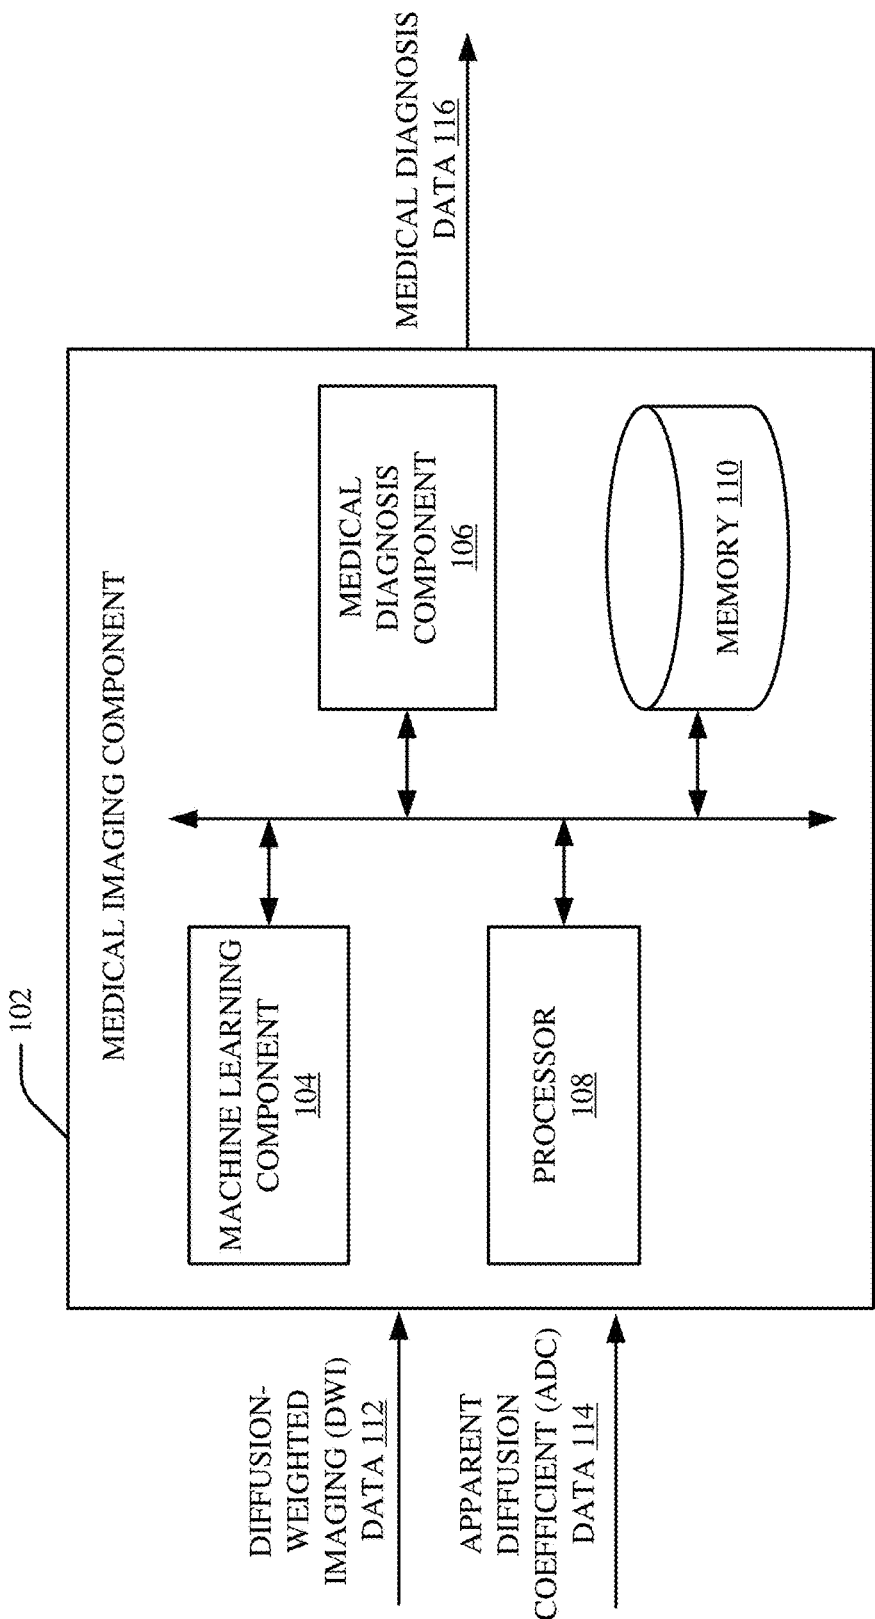 102
MEDICAL IMAGING COMPONENT
DIFFUSION-
WEIGHTED
IMAGING (DWI)
DATA 112
APPARENT
DIFFUSION
COEFFICIENT (ADC)
DATA 114
MACHINE LEARNING
COMPONENT
104
PROCESSOR
108
MEDICAL
DIAGNOSIS
COMPONENT
106
MEMORY 110
MEDICAL DIAGNOSIS
DATA 116